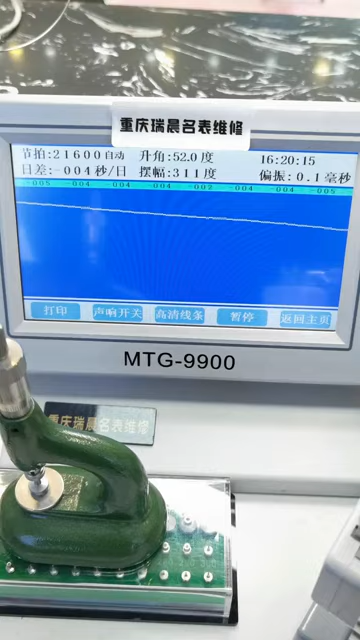 重庆瑞晨名表维修
节拍:21600自动 升角:52.0度 16:20:15
日差:-004秒/日 摆幅:311度 偏振:0.1毫秒
-005 -004 -004 -004 -002 -004 -004 -005
打印 声响开关 高清线条 暂停 返回主页
MTG-9900
重庆瑞晨名表维修